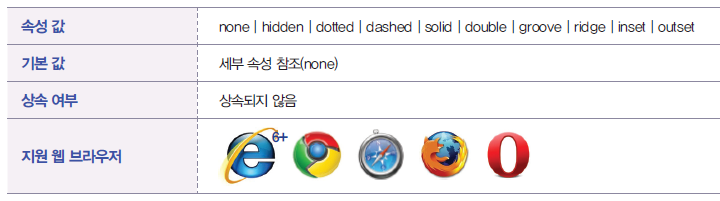 속성 값 none | hidden | dotted | dashed | solid | double | groove | ridge | inset | outset
기본 값 세부 속성 참조(none)
상속 여부 상속되지 않음
지원 웹 브라우저 6+